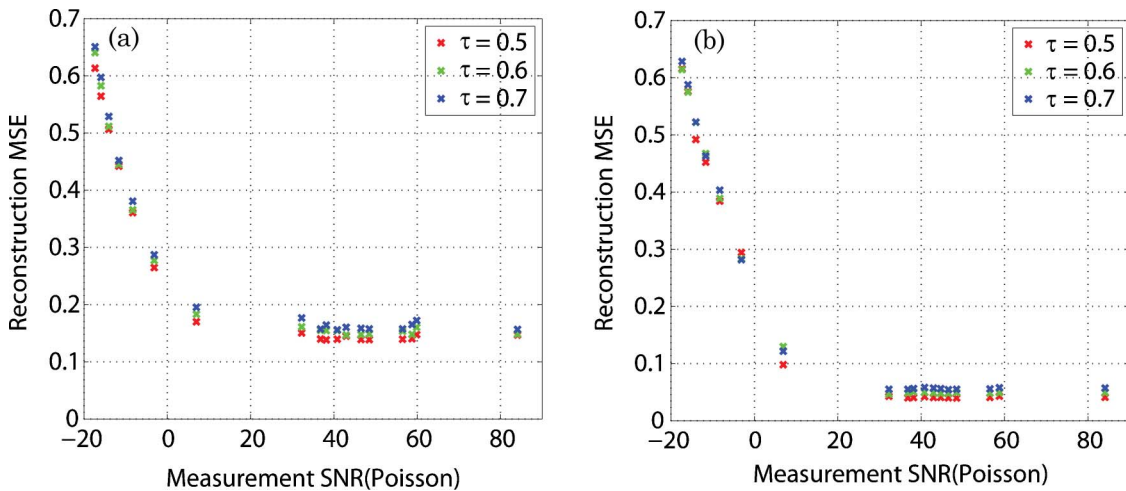 0.7
0.6
0.5
0.4
0.3
0.2
0.1
0
Reconstruction MSE
(a)
τ = 0.5
τ = 0.6
τ = 0.7
−20
0
20
40
60
80
Measurement SNR(Poisson)
0.7
0.6
0.5
0.4
0.3
0.2
0.1
0
Reconstruction MSE
(b)
τ = 0.5
τ = 0.6
τ = 0.7
−20
0
20
40
60
80
Measurement SNR(Poisson)